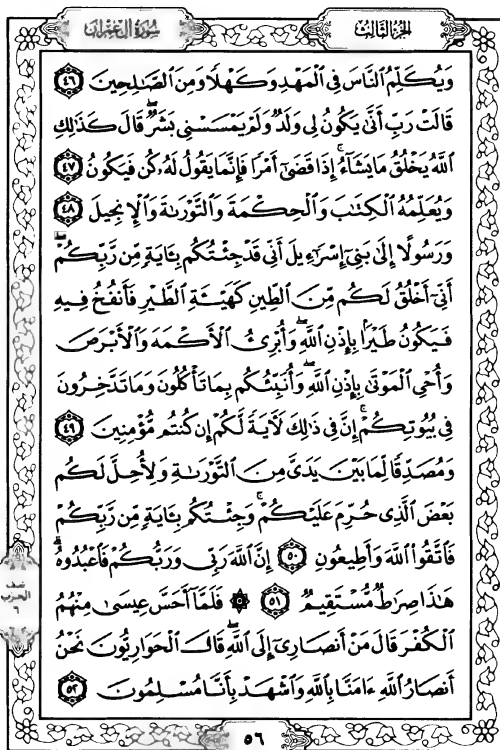 الجزء الثالث
سورة آل عمران
وَيُكَلِّمُ النَّاسَ فِي الْمَهْدِ وَكَهْلًا وَمِنَ الصَّالِحِينَ ٤٦
قَالَتْ رَبِّ أَنَّىٰ يَكُونُ لِي وَلَدٌ وَلَمْ يَمْسَسْنِي بَشَرٌ ۖ قَالَ كَذَٰلِكِ
اللَّهُ يَخْلُقُ مَا يَشَاءُ ۚ إِذَا قَضَىٰ أَمْرًا فَإِنَّمَا يَقُولُ لَهُ كُن فَيَكُونُ ٤٧
وَيُعَلِّمُهُ الْكِتَابَ وَالْحِكْمَةَ وَالتَّوْرَاةَ وَالْإِنجِيلَ ٤٨
وَرَسُولًا إِلَىٰ بَنِي إِسْرَائِيلَ أَنِّي قَدْ جِئْتُكُم بِآيَةٍ مِّن رَّبِّكُمْ ۖ
أَنِّي أَخْلُقُ لَكُم مِّنَ الطِّينِ كَهَيْئَةِ الطَّيْرِ فَأَنفُخُ فِيهِ
فَيَكُونُ طَيْرًا بِإِذْنِ اللَّهِ ۖ وَأُبْرِئُ الْأَكْمَهَ وَالْأَبْرَصَ
وَأُحْيِ الْمَوْتَىٰ بِإِذْنِ اللَّهِ ۖ وَأُنَبِّئُكُم بِمَا تَأْكُلُونَ وَمَا تَدَّخِرُونَ
فِي بُيُوتِكُمْ ۚ إِنَّ فِي ذَٰلِكَ لَآيَةً لَّكُمْ إِن كُنتُم مُّؤْمِنِينَ ٤٩
وَمُصَدِّقًا لِّمَا بَيْنَ يَدَيَّ مِنَ التَّوْرَاةِ وَلِأُحِلَّ لَكُم
بَعْضَ الَّذِي حُرِّمَ عَلَيْكُمْ ۚ وَجِئْتُكُم بِآيَةٍ مِّن رَّبِّكُمْ
فَاتَّقُوا اللَّهَ وَأَطِيعُونِ ٥٠ إِنَّ اللَّهَ رَبِّي وَرَبُّكُمْ فَاعْبُدُوهُ ۗ
هَٰذَا صِرَاطٌ مُّسْتَقِيمٌ ٥١ ۞ فَلَمَّا أَحَسَّ عِيسَىٰ مِنْهُمُ
الْكُفْرَ قَالَ مَنْ أَنصَارِي إِلَى اللَّهِ ۖ قَالَ الْحَوَارِيُّونَ نَحْنُ
أَنصَارُ اللَّهِ آمَنَّا بِاللَّهِ وَاشْهَدْ بِأَنَّا مُسْلِمُونَ ٥٢
نصف
الحزب
٦
٥٦